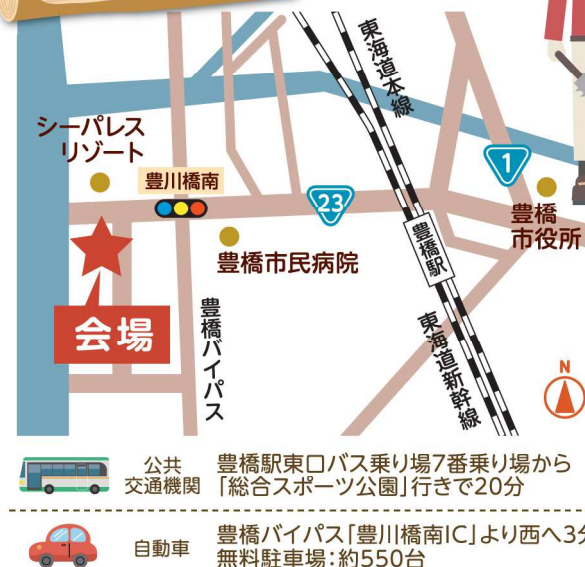 東海道本線
シーパレス
リゾート
豊川橋南
1
23
豊橋
市役所
豊橋駅
豊橋市民病院
会場
豊橋バイパス
東海道新幹線
N
公共
交通機関
豊橋駅東口バス乗り場7番乗り場から
「総合スポーツ公園」行きで20分
自動車
豊橋バイパス「豊川橋南IC」より西へ3分
無料駐車場：約550台